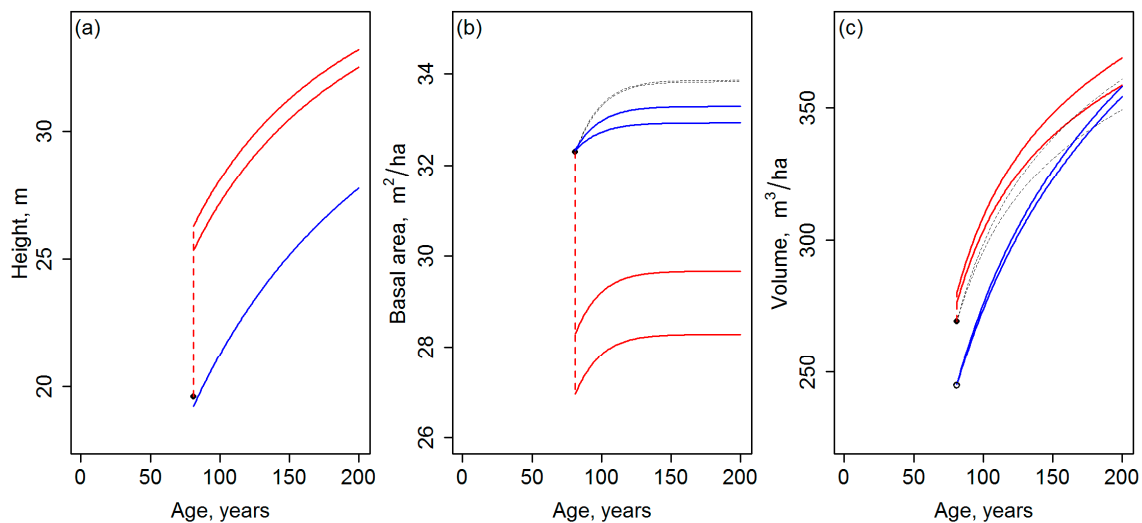 (a)
Height, m
20
25
30
0 50 100 150 200
Age, years
(b)
Basal area, m²/ha
26
28
30
32
34
0 50 100 150 200
Age, years
(c)
Volume, m³/ha
250
300
350
0 50 100 150 200
Age, years